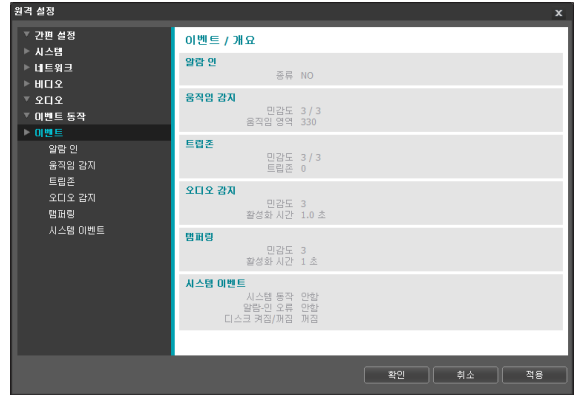 원격 설정
x
간편 설정
시스템
네트워크
비디오
오디오
이벤트 동작
이벤트
알람 인
움직임 감지
트립존
오디오 감지
탬퍼링
시스템 이벤트
이벤트 / 개요
알람 인
종류 NO
움직임 감지
민감도 3 / 3
움직임 영역 330
트립존
민감도 3 / 3
트립존 0
오디오 감지
민감도 3
활성화 시간 1.0 초
탬퍼링
민감도 3
활성화 시간 1 초
시스템 이벤트
시스템 동작 안함
알람-인 오류 안함
디스크 켜짐/꺼짐 꺼짐
확인
취소
적용